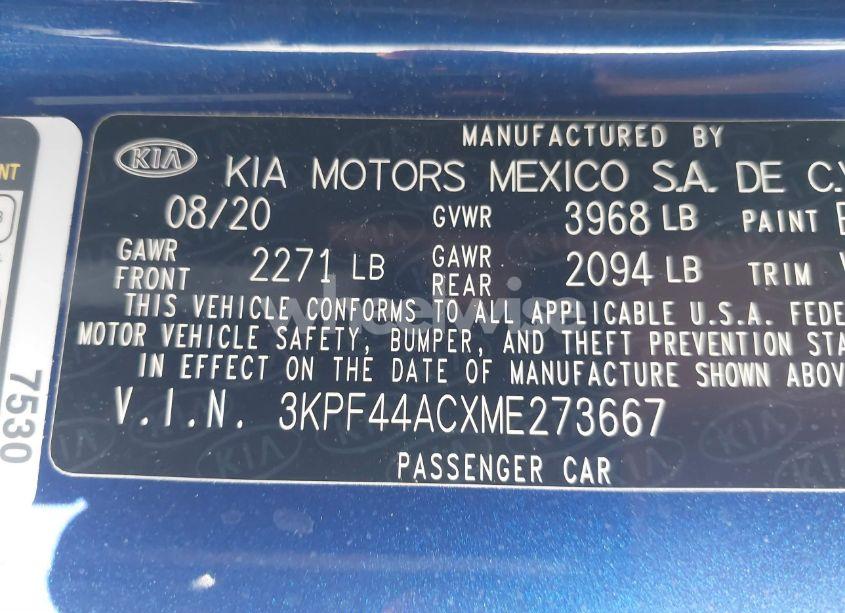 MANUFACTURED BY
KIA KIA MOTORS MEXICO S.A. DE C.V
08/20 GVWR 3968 LB PAINT
GAWR FRONT 2271 LB GAWR REAR 2094 LB TRIM
THIS VEHICLE CONFORMS TO ALL APPLICABLE U.S.A. FEDE
MOTOR VEHICLE SAFETY, BUMPER, AND THEFT PREVENTION STA
IN EFFECT ON THE DATE OF MANUFACTURE SHOWN ABOV
V.I.N. 3KPF44ACXME273667
PASSENGER CAR
7530